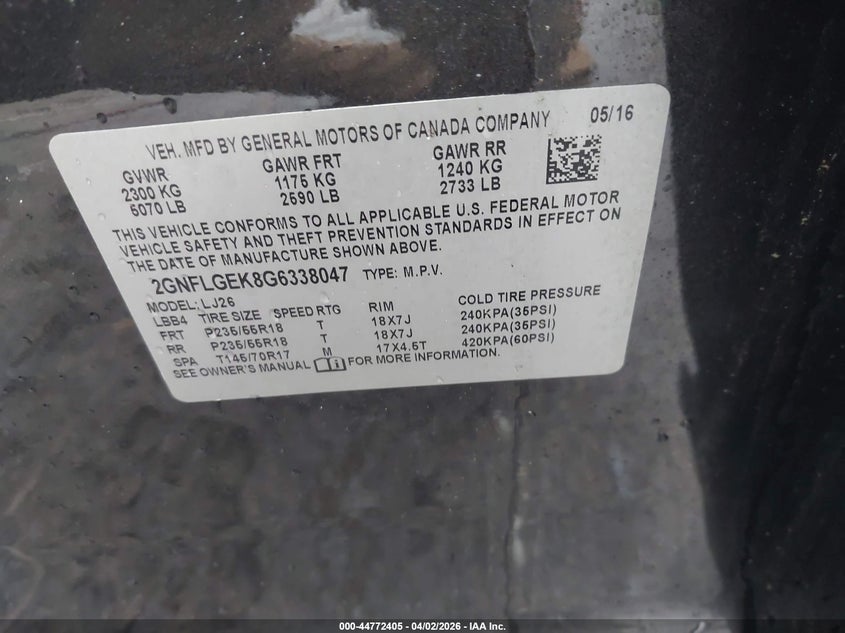 VEH. MFD BY GENERAL MOTORS OF CANADA COMPANY 05/16
GVWR GAWR FRT GAWR RR
2300 KG 1175 KG 1240 KG
5070 LB 2590 LB 2733 LB
THIS VEHICLE CONFORMS TO ALL APPLICABLE U.S. FEDERAL MOTOR
VEHICLE SAFETY AND THEFT PREVENTION STANDARDS IN EFFECT ON
THE DATE OF MANUFACTURE SHOWN ABOVE.
2GNFLGEK8G6338047 TYPE: M.P.V.
MODEL: LJ26
LBB4 TIRE SIZE SPEED RTG RIM COLD TIRE PRESSURE
FRT P235/55R18 T 18X7J 240KPA(35PSI)
RR P235/55R18 T 18X7J 240KPA(35PSI)
SPA T145/70R17 M 17X4.5T 420KPA(60PSI)
SEE OWNER'S MANUAL FOR MORE INFORMATION.
000-44772405 - 04/02/2026 - IAA Inc.